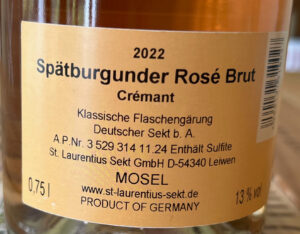 2022
Spätburgunder Rosé Brut
Crémant
Klassische Flaschengärung
Deutscher Sekt b. A.
A P.Nr. 3 529 314 11 24 Enthält Sulfite
St. Laurentius Sekt GmbH D-54340 Leiwen
MOSEL
0,75 l www.st-laurentius-sekt.de 13 % vol
PRODUCT OF GERMANY